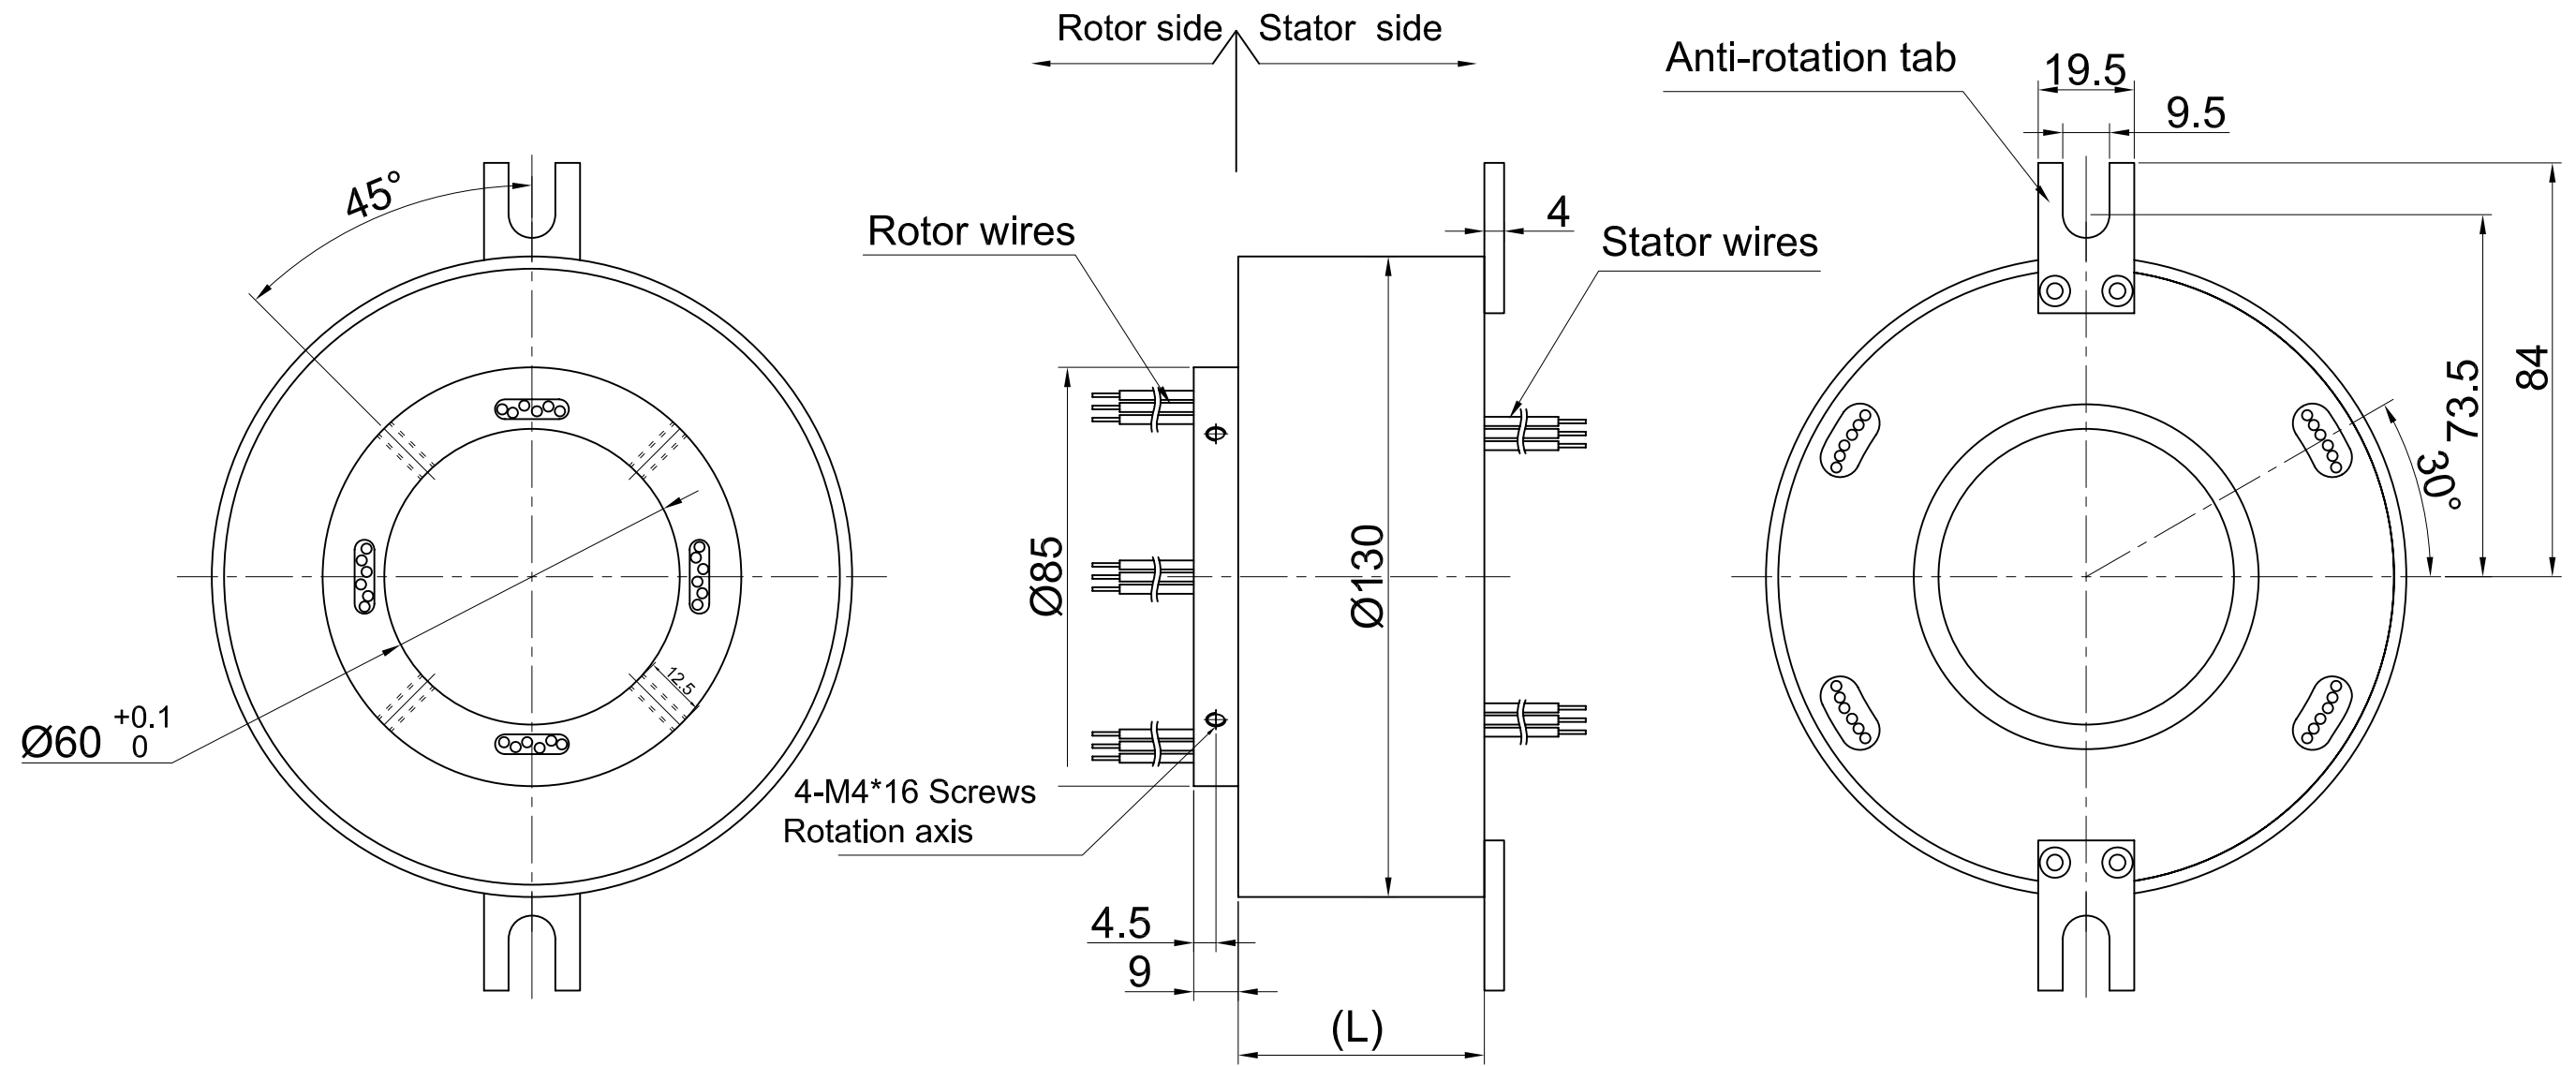 Rotor side
Stator side
Anti-rotation tab
19.5
9.5
45°
Rotor wires
4
Stator wires
84
73.5
30°
Ø85
Ø130
12.5
Ø60 +0.1
0
4-M4*16 Screws
Rotation axis
4.5
9
(L)